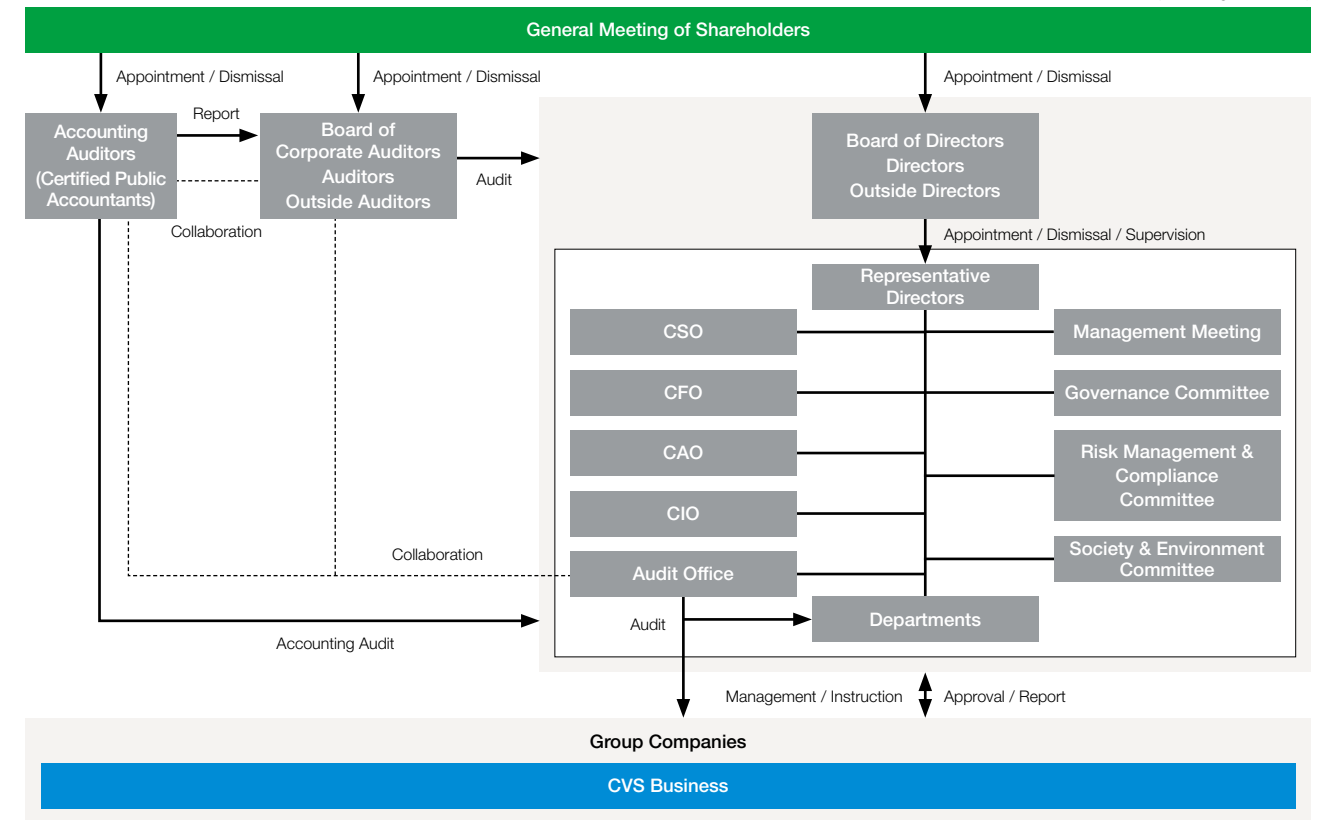 General Meeting of Shareholders
Appointment / Dismissal
Appointment / Dismissal
Appointment / Dismissal
Report
Accounting
Auditors
(Certified Public
Accountants)
Board of
Corporate Auditors
Auditors
Outside Auditors
Audit
Board of Directors
Directors
Outside Directors
Collaboration
Appointment / Dismissal / Supervision
Representative
Directors
CSO
Management Meeting
CFO
Governance Committee
CAO
Risk Management &
Compliance
Committee
CIO
Collaboration
Audit Office
Society & Environment
Committee
Audit
Departments
Accounting Audit
Management / Instruction
Approval / Report
Group Companies
CVS Business